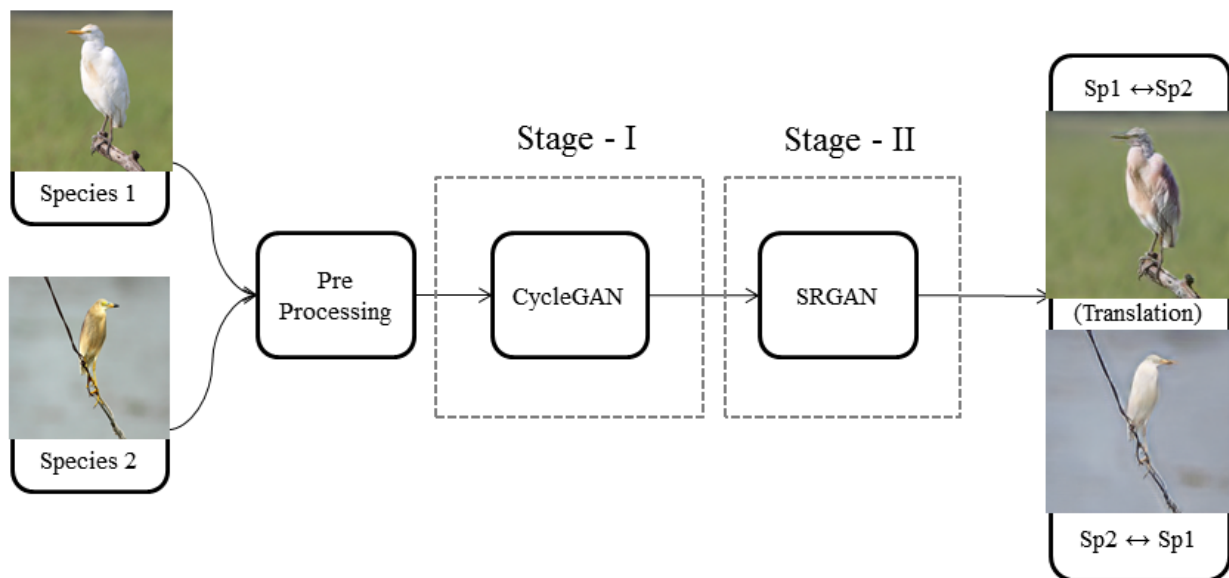 Species 1
Species 2
Pre
Processing
Stage - I
CycleGAN
Stage - II
SRGAN
Sp1 ↔Sp2
(Translation)
Sp2 ↔ Sp1